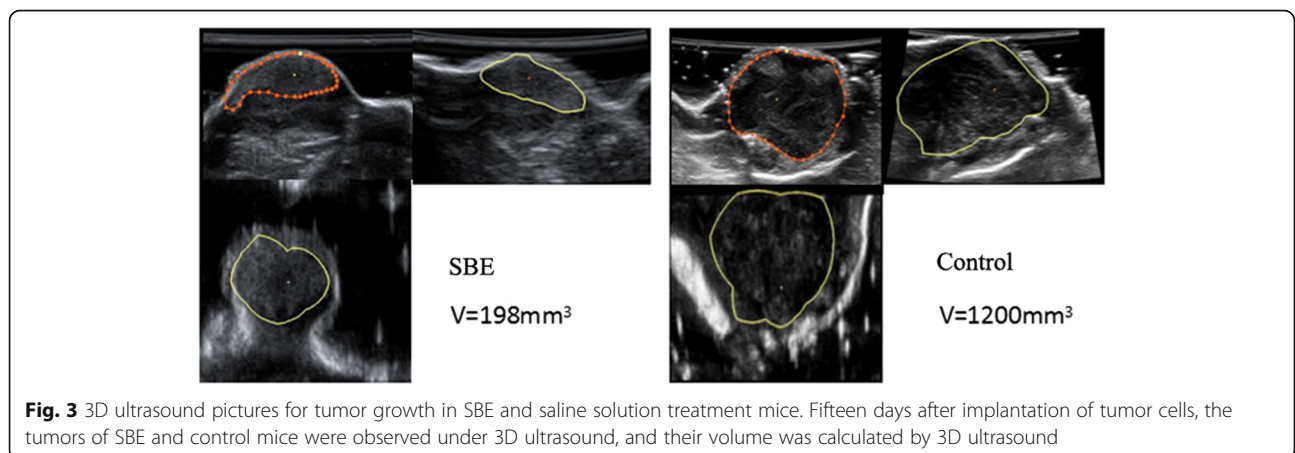 SBE
V=198mm³
Control
V=1200mm³
Fig. 3 3D ultrasound pictures for tumor growth in SBE and saline solution treatment mice. Fifteen days after implantation of tumor cells, the
tumors of SBE and control mice were observed under 3D ultrasound, and their volume was calculated by 3D ultrasound